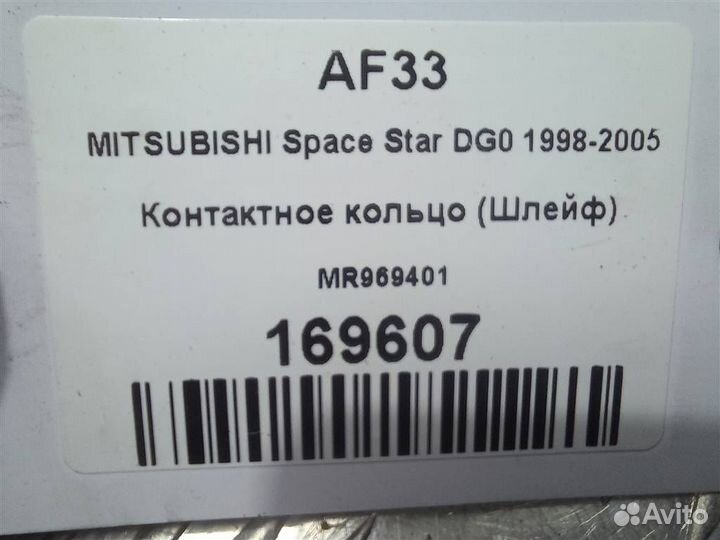 AF33
MITSUBISHI Space Star DG0 1998-2005
Контактное кольцо (Шлейф)
MR969401
169607
Avito